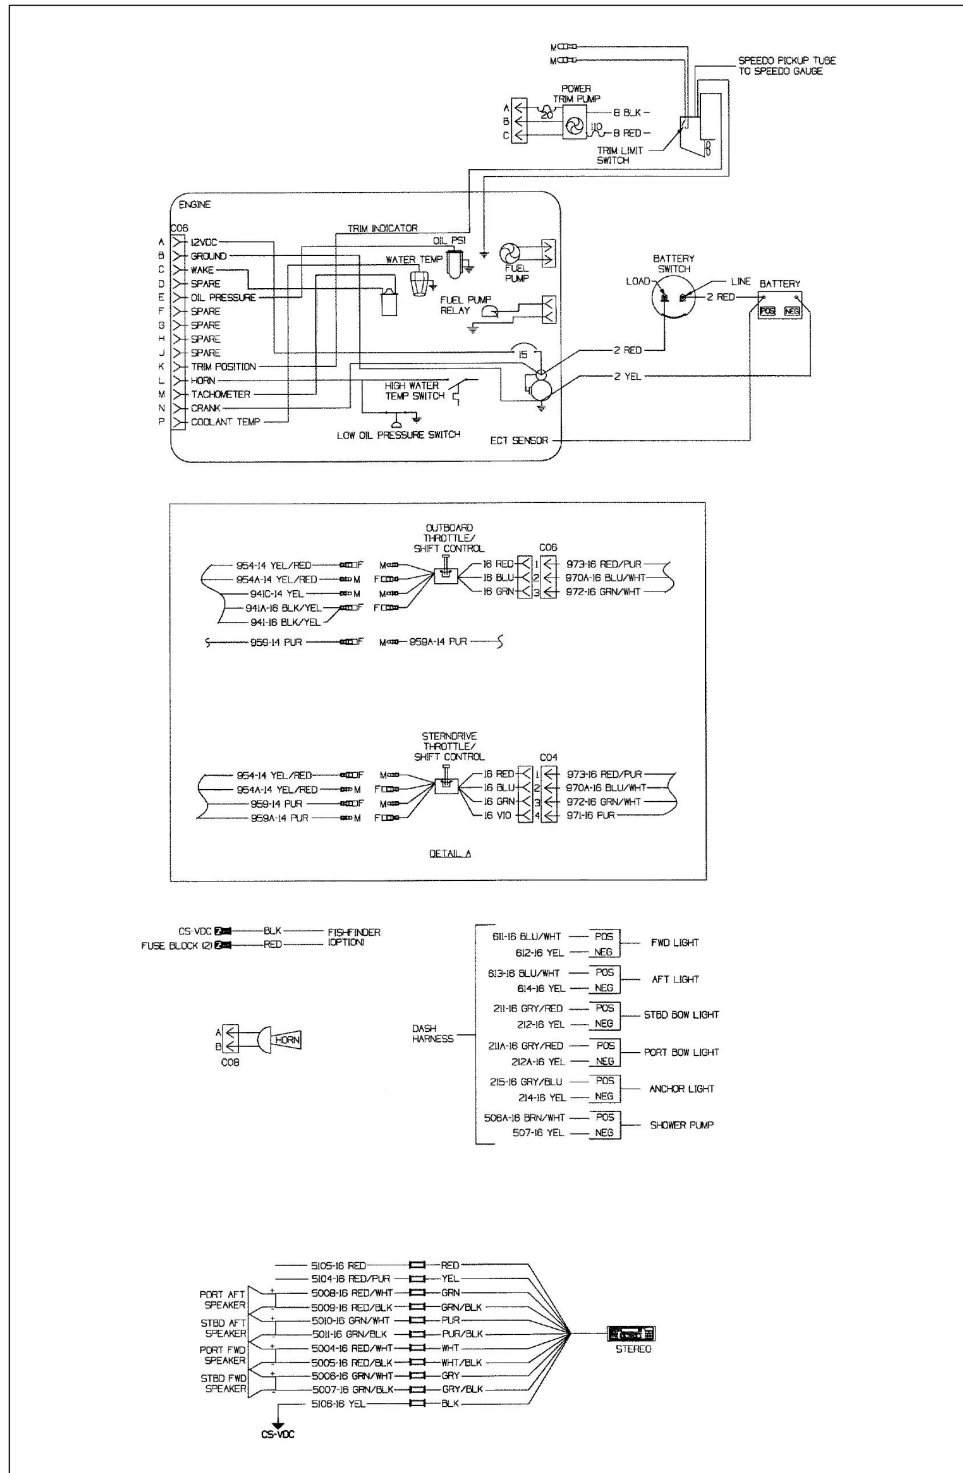 M
M
SPEEDO PICKUP TUBE
TO SPEEDO GAUGE
POWER
TRIM PUMP
A
20
8 BLK
B
110
C
8 RED
TRIM LIMIT
SWITCH
ENGINE
C06
TRIM INDICATOR
A 12VDC
B GROUND
C WAKE
D SPARE
E OIL PRESSURE
F SPARE
G SPARE
H SPARE
J SPARE
K TRIM POSITION
L HORN
M TACHOMETER
N CRANK
P COOLANT TEMP
OIL PSI
WATER TEMP
FUEL
PUMP
FUEL PUMP
RELAY
15
HIGH WATER
TEMP SWITCH
LOW OIL PRESSURE SWITCH
ECT SENSOR
BATTERY
SWITCH
LOAD
LINE
BATTERY
2 RED
POS NEG
2 RED
2 YEL
OUTBOARD
THROTTLE/
SHIFT CONTROL
C06
954-14 YEL/RED F M 16 RED 1 973-16 RED/PUR
954A-14 YEL/RED M F 16 BLU 2 970A-16 BLU/WHT
941C-14 YEL M M 16 GRN 3 972-16 GRN/WHT
941A-16 BLK/YEL F F
941-16 BLK/YEL
959-14 PUR F M 959A-14 PUR
STERNDRIVE
THROTTLE/
SHIFT CONTROL
C04
954-14 YEL/RED F M 16 RED 1 973-16 RED/PUR
954A-14 YEL/RED M F 16 BLU 2 970A-16 BLU/WHT
959-14 PUR F M 16 GRN 3 972-16 GRN/WHT
959A-14 PUR M F 16 VIO 4 971-16 PUR
DETAIL A
CS-VDC BLK FISHFINDER
FUSE BLOCK (2) RED (OPTION)
A
B
HORN
C08
DASH
HARNESS
611-16 BLU/WHT POS
612-16 YEL NEG
FWD LIGHT
613-16 BLU/WHT POS
614-16 YEL NEG
AFT LIGHT
211-16 GRY/RED POS
212-16 YEL NEG
STBD BOW LIGHT
211A-16 GRY/RED POS
212A-16 YEL NEG
PORT BOW LIGHT
215-16 GRY/BLU POS
214-16 YEL NEG
ANCHOR LIGHT
506A-16 BRN/WHT POS
507-16 YEL NEG
SHOWER PUMP
5105-16 RED RED
5104-16 RED/PUR YEL
PORT AFT
SPEAKER
+ 5008-16 RED/WHT GRN
- 5009-16 RED/BLK GRN/BLK
STBD AFT
SPEAKER
+ 5010-16 GRN/WHT PUR
- 5011-16 GRN/BLK PUR/BLK
PORT FWD
SPEAKER
+ 5004-16 RED/WHT WHT
- 5005-16 RED/BLK WHT/BLK
STBD FWD
SPEAKER
+ 5006-16 GRN/WHT GRY
- 5007-16 GRN/BLK GRY/BLK
5106-16 YEL BLK
CS-VDC
STEREO